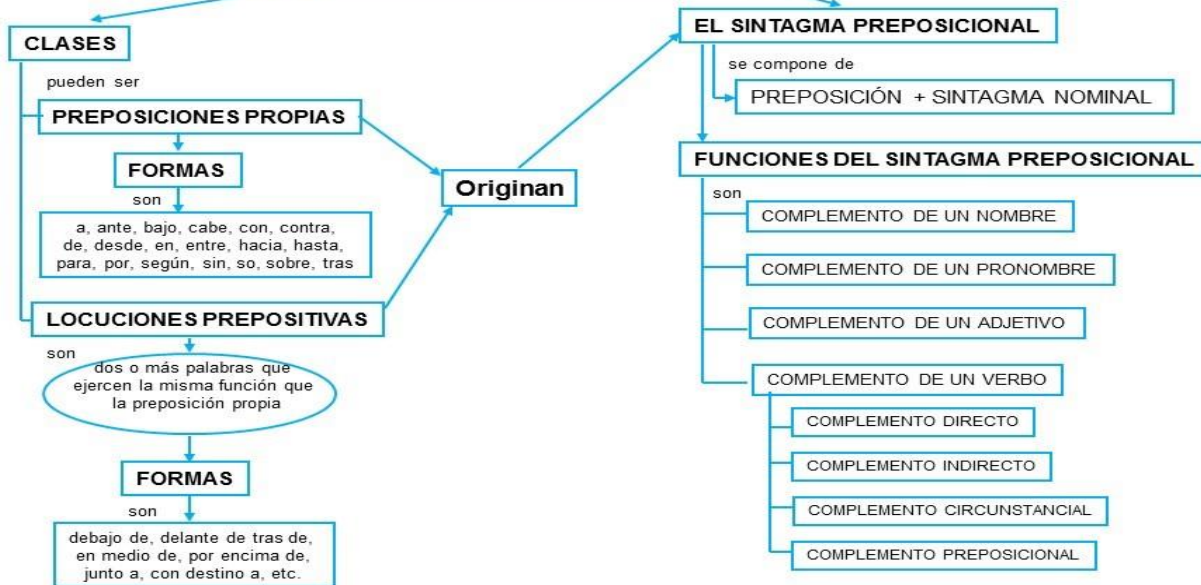 CLASES
pueden ser
PREPOSICIONES PROPIAS
FORMAS
son
a, ante, bajo, cabe, con, contra,
de, desde, en, entre, hacia, hasta,
para, por, según, sin, so, sobre, tras
LOCUCIONES PREPOSITIVAS
son
dos o más palabras que
ejercen la misma función que
la preposición propia
FORMAS
son
debajo de, delante de tras de,
en medio de, por encima de,
junto a, con destino a, etc.
Originan
EL SINTAGMA PREPOSICIONAL
se compone de
PREPOSICIÓN + SINTAGMA NOMINAL
FUNCIONES DEL SINTAGMA PREPOSICIONAL
son
COMPLEMENTO DE UN NOMBRE
COMPLEMENTO DE UN PRONOMBRE
COMPLEMENTO DE UN ADJETIVO
COMPLEMENTO DE UN VERBO
COMPLEMENTO DIRECTO
COMPLEMENTO INDIRECTO
COMPLEMENTO CIRCUNSTANCIAL
COMPLEMENTO PREPOSICIONAL